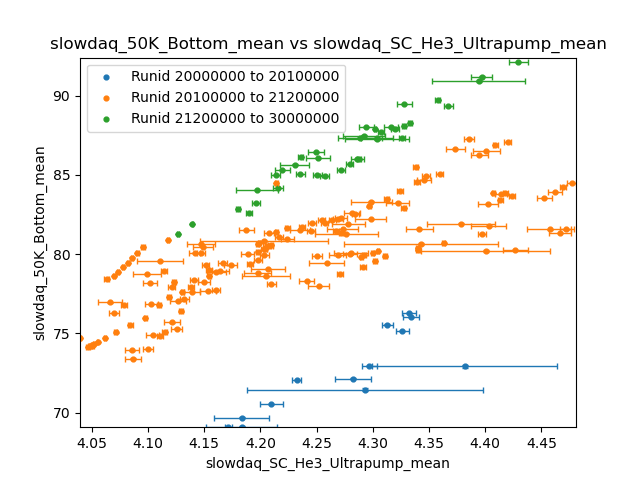 slowdaq_50K_Bottom_mean vs slowdaq_SC_He3_Ultrapump_mean
Runid 20000000 to 20100000
Runid 20100000 to 21200000
Runid 21200000 to 30000000
90
85
80
75
70
slowdaq_50K_Bottom_mean
4.05 4.10 4.15 4.20 4.25 4.30 4.35 4.40 4.45
slowdaq_SC_He3_Ultrapump_mean